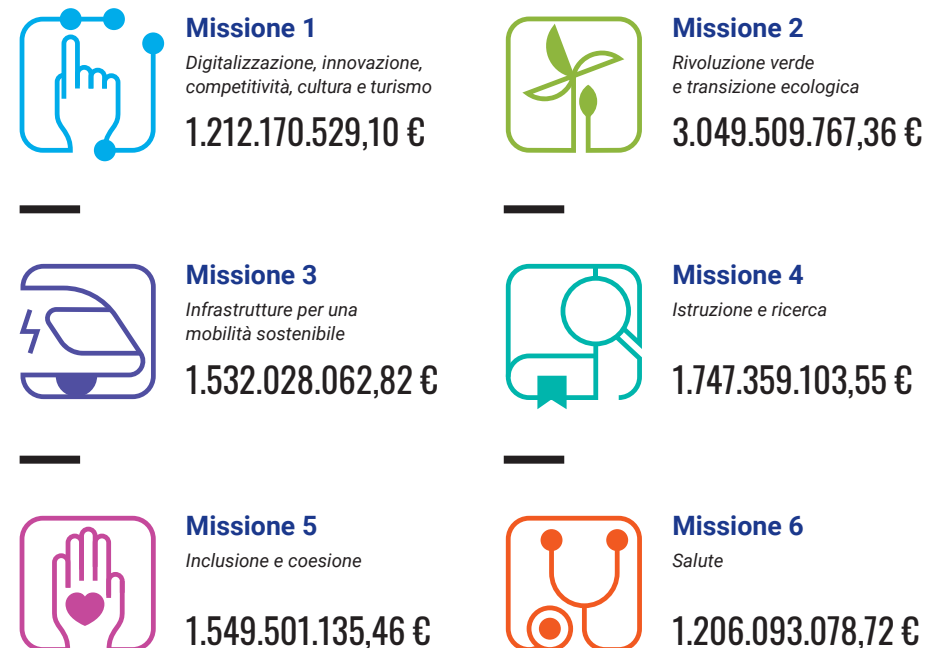 Missione 1
Digitalizzazione, innovazione,
competitività, cultura e turismo
1.212.170.529,10 €
Missione 2
Rivoluzione verde
e transizione ecologica
3.049.509.767,36 €
Missione 3
Infrastrutture per una
mobilità sostenibile
1.532.028.062,82 €
Missione 4
Istruzione e ricerca
1.747.359.103,55 €
Missione 5
Inclusione e coesione
1.549.501.135,46 €
Missione 6
Salute
1.206.093.078,72 €